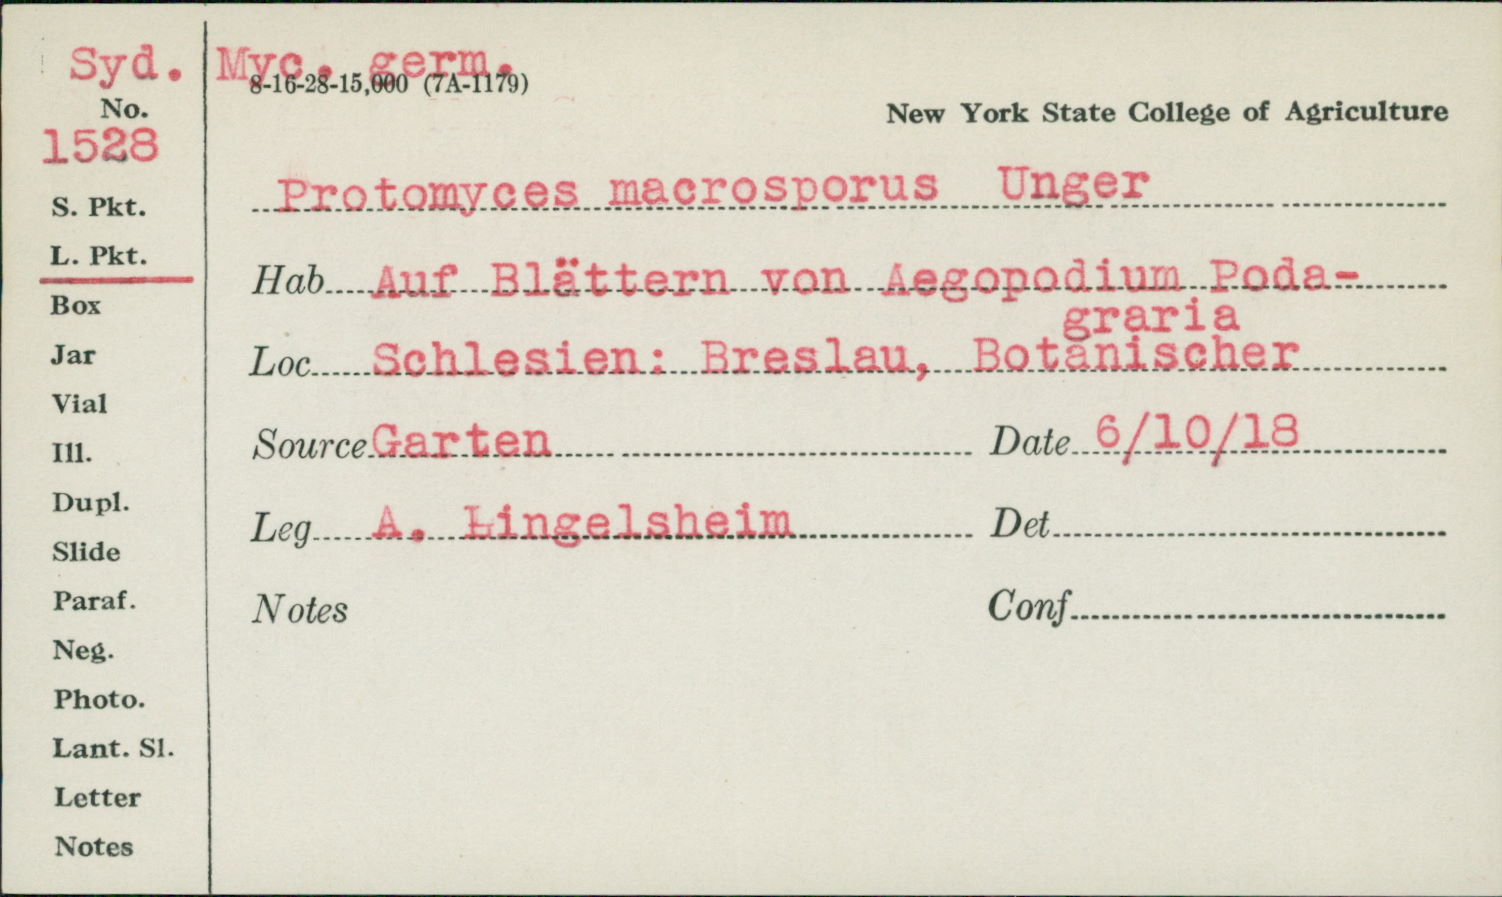 Syd. Myc. germ.
8-16-28-15,000 (7A-1179)
No.
1528
New York State College of Agriculture
S. Pkt.
L. Pkt.
Box
Jar
Vial
Ill.
Dupl.
Slide
Paraf.
Neg.
Photo.
Lant. Sl.
Letter
Notes
Protomyces macrosporus Unger
Hab. Auf Blättern von Aegopodium Poda-
graria
Loc. Schlesien: Breslau, Botanischer
Source Garten Date 6/10/18
Leg. A. Lingelsheim Det.
Notes Conf.